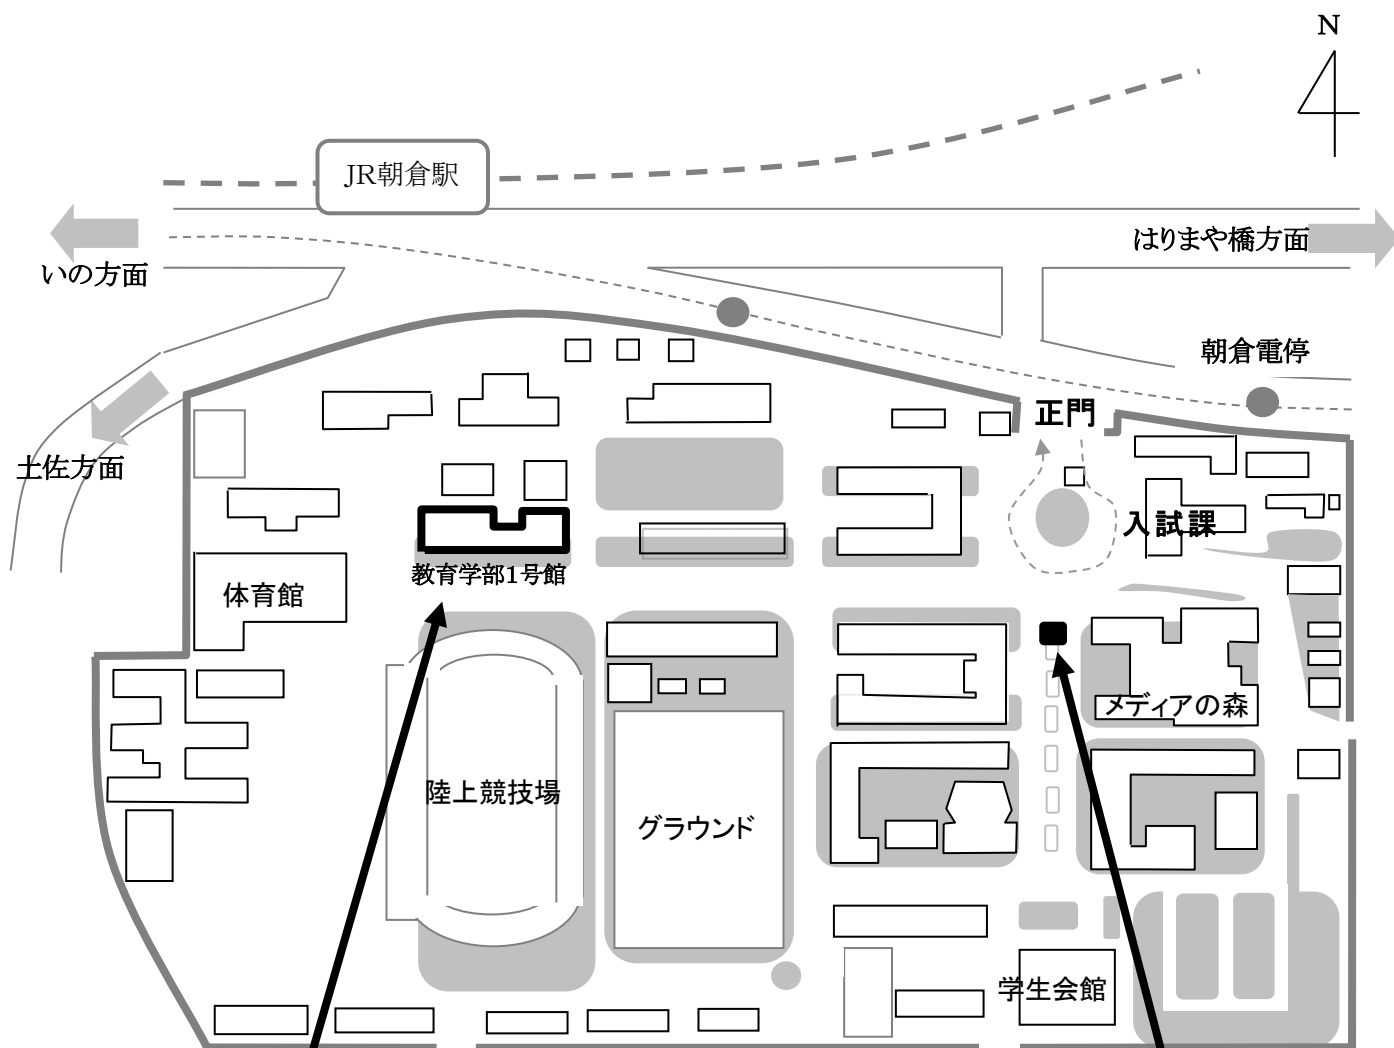 N
JR朝倉駅
はりまや橋方面
いの方面
朝倉電停
正門
土佐方面
入試課
教育学部1号館
体育館
メディアの森
陸上競技場
グラウンド
学生会館